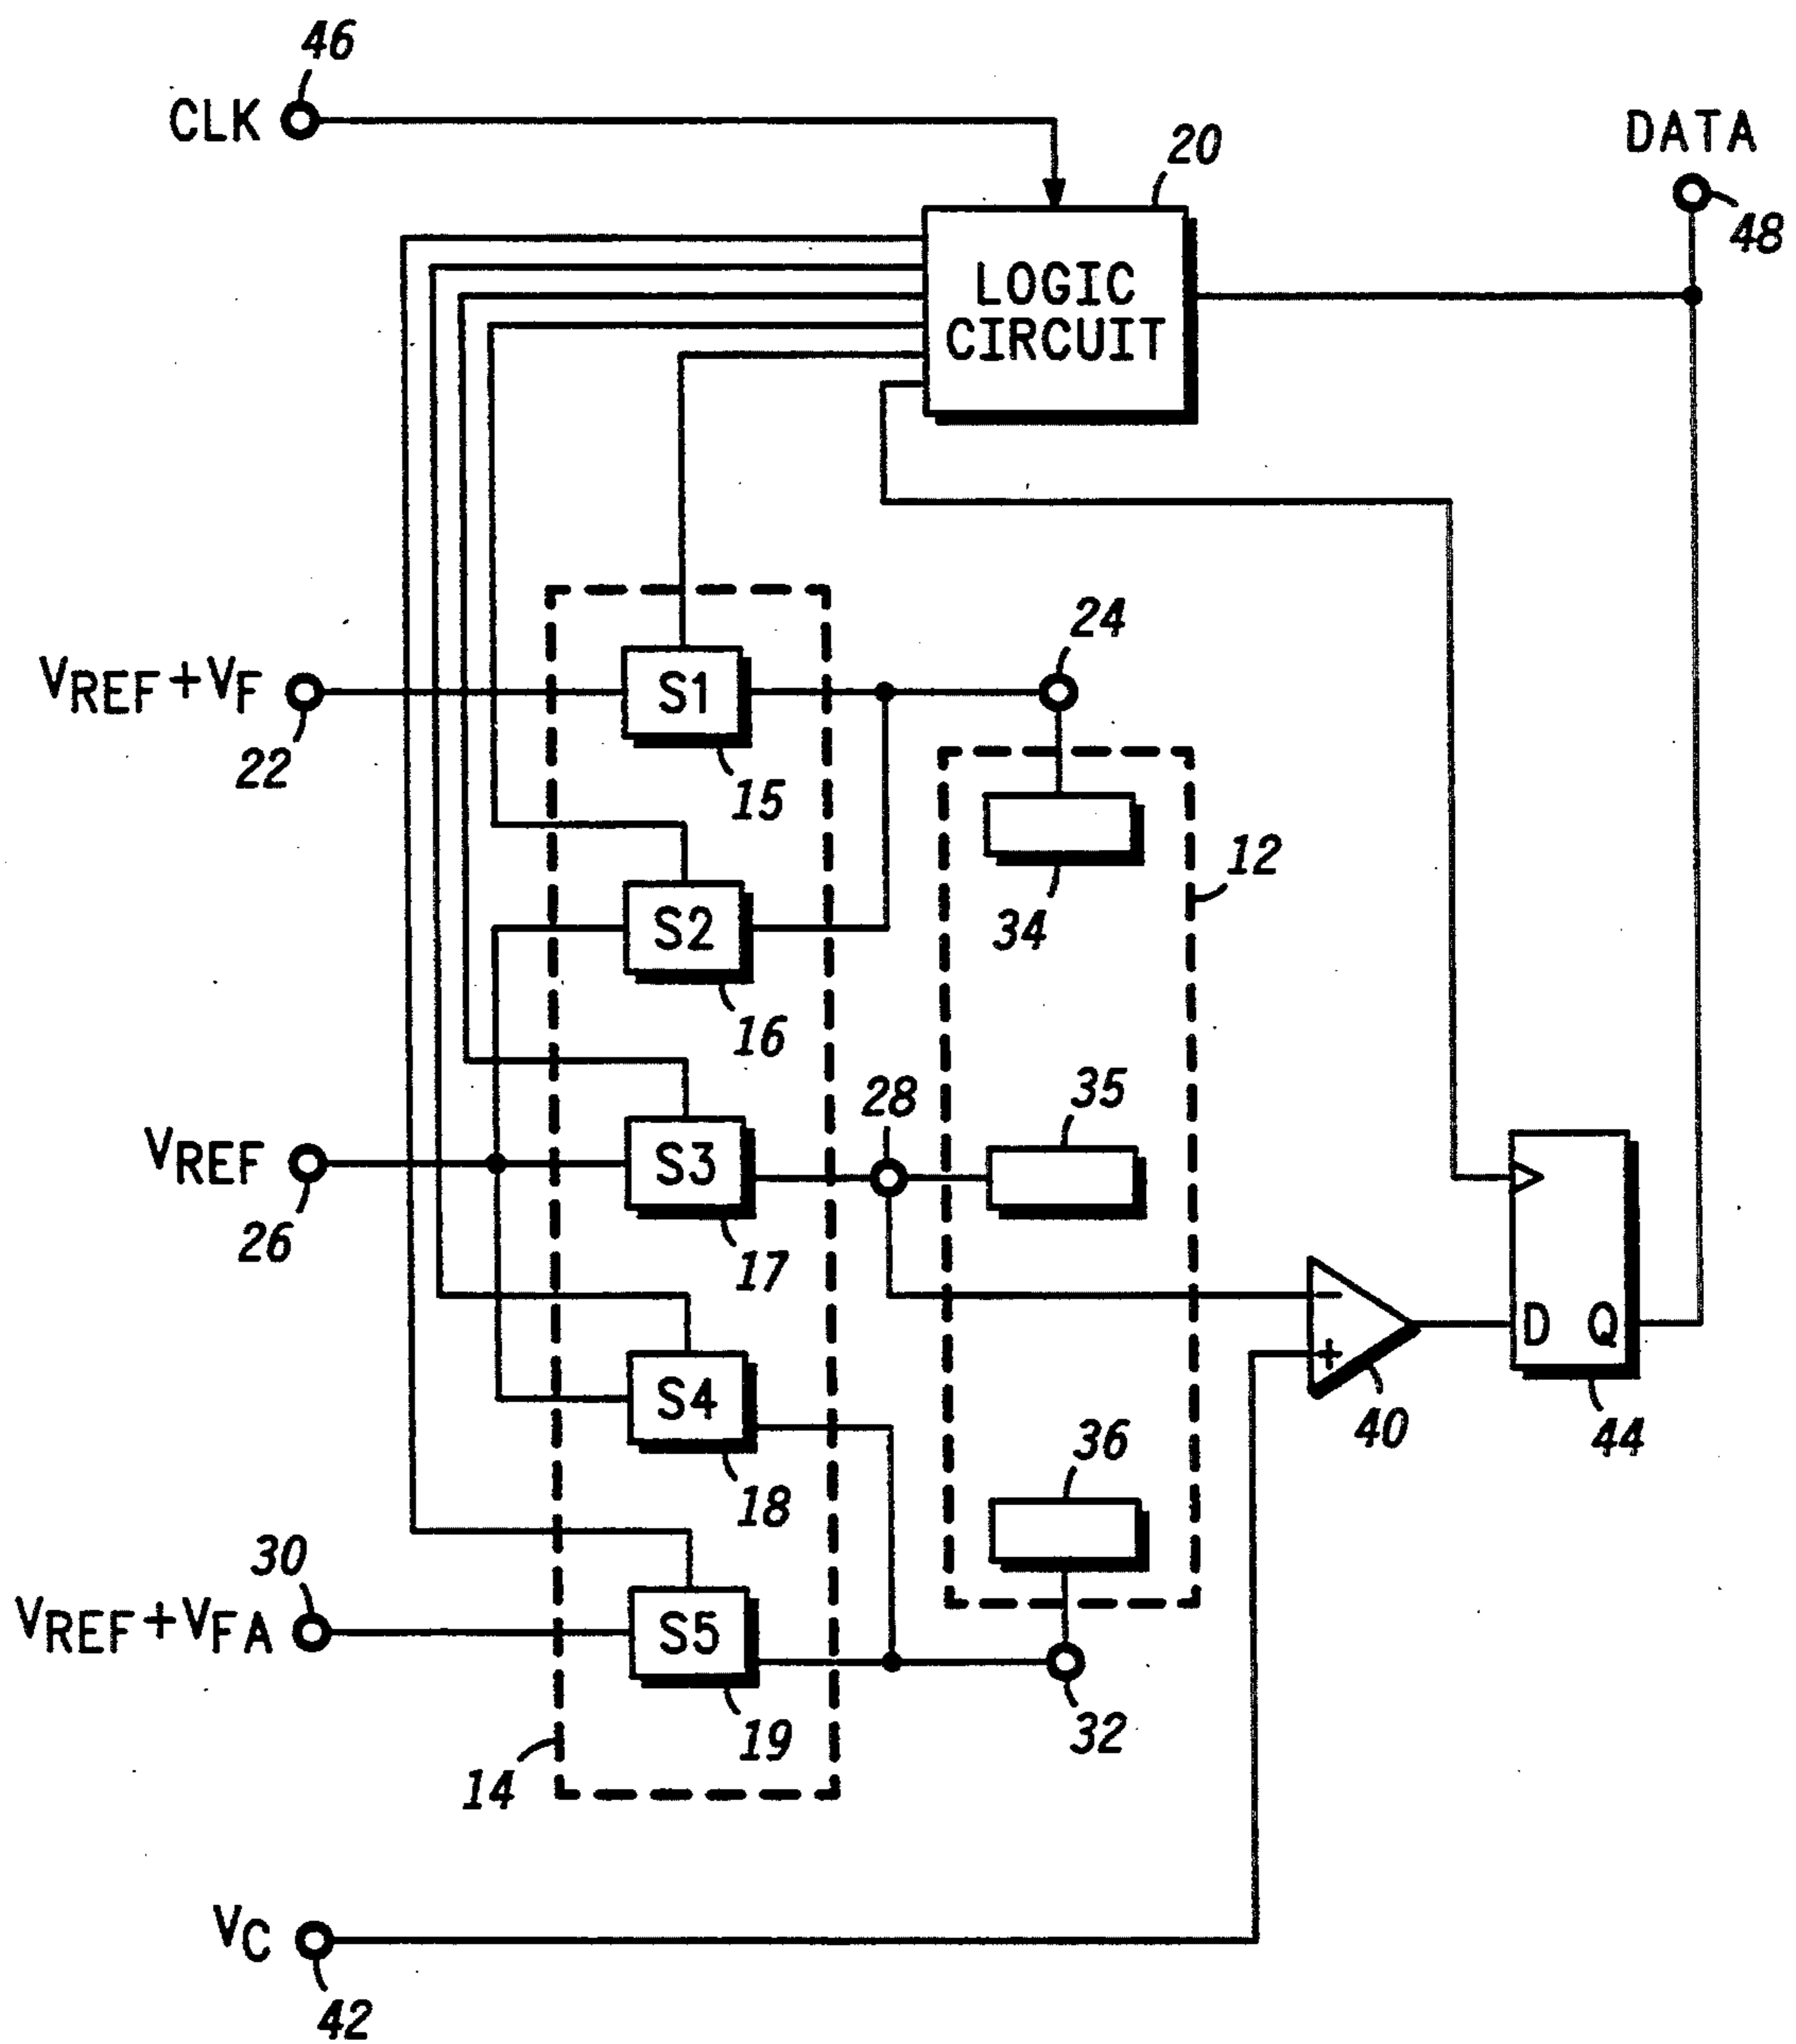 46
CLK
20
DATA
48
LOGIC
CIRCUIT
24
VREF+VF
S1
22
15
12
34
S2
16
28
35
VREF
S3
26
17
−
D Q
+
S4
40
44
36
18
30
VREF+VFA
S5
32
19
14
VC
42